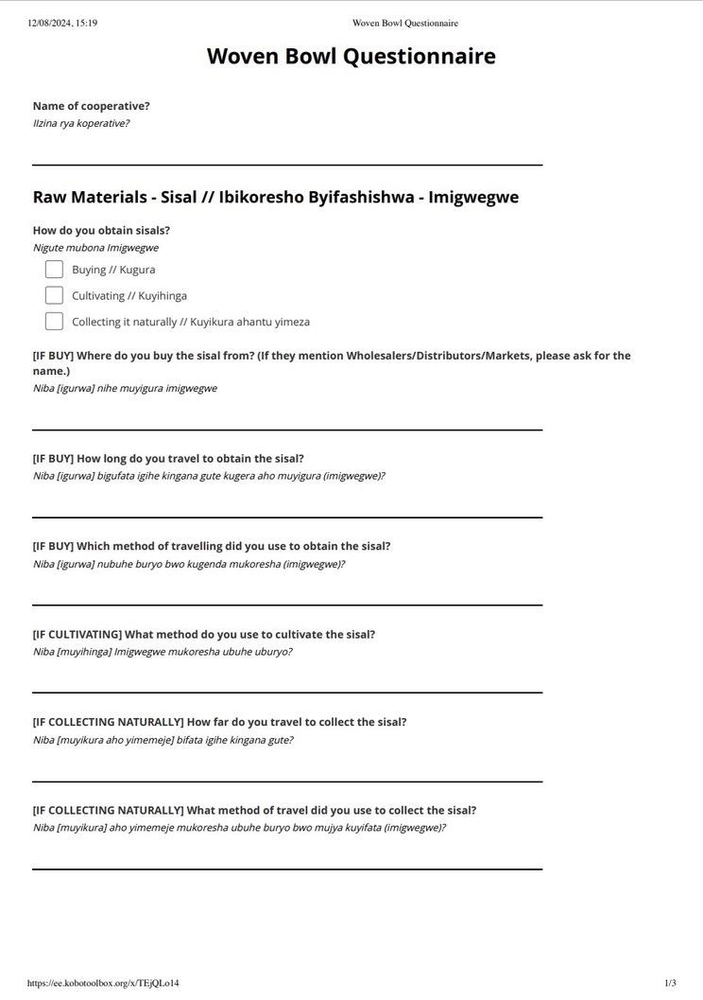 12/08/2024, 15:19
Woven Bowl Questionnaire
Woven Bowl Questionnaire
Name of cooperative?
IIzina rya koperative?
Raw Materials - Sisal // Ibikoresho Byifashishwa - Imigwegwe
How do you obtain sisals?
Nigute mubona Imigwegwe
Buying // Kugura
Cultivating // Kuyihinga
Collecting it naturally // Kuyikura ahantu yimeza
[IF BUY] Where do you buy the sisal from? (If they mention Wholesalers/Distributors/Markets, please ask for the
name.)
Niba [igurwa] nihe muyigura imigwegwe
[IF BUY] How long do you travel to obtain the sisal?
Niba [igurwa] bigufata igihe kingana gute kugera aho muyigura (imigwegwe)?
[IF BUY] Which method of travelling did you use to obtain the sisal?
Niba [igurwa] nubuhe buryo bwo kugenda mukoresha (imigwegwe)?
[IF CULTIVATING] What method do you use to cultivate the sisal?
Niba [muyihinga] Imigwegwe mukoresha ubuhe uburyo?
[IF COLLECTING NATURALLY] How far do you travel to collect the sisal?
Niba [muyikura aho yimemeje] bifata igihe kingana gute?
[IF COLLECTING NATURALLY] What method of travel did you use to collect the sisal?
Niba [muyikura] aho yimemeje mukoresha ubuhe buryo bwo mujya kuyifata (imigwegwe)?
https://ee.kobotoolbox.org/x/TEjQLo14
1/3